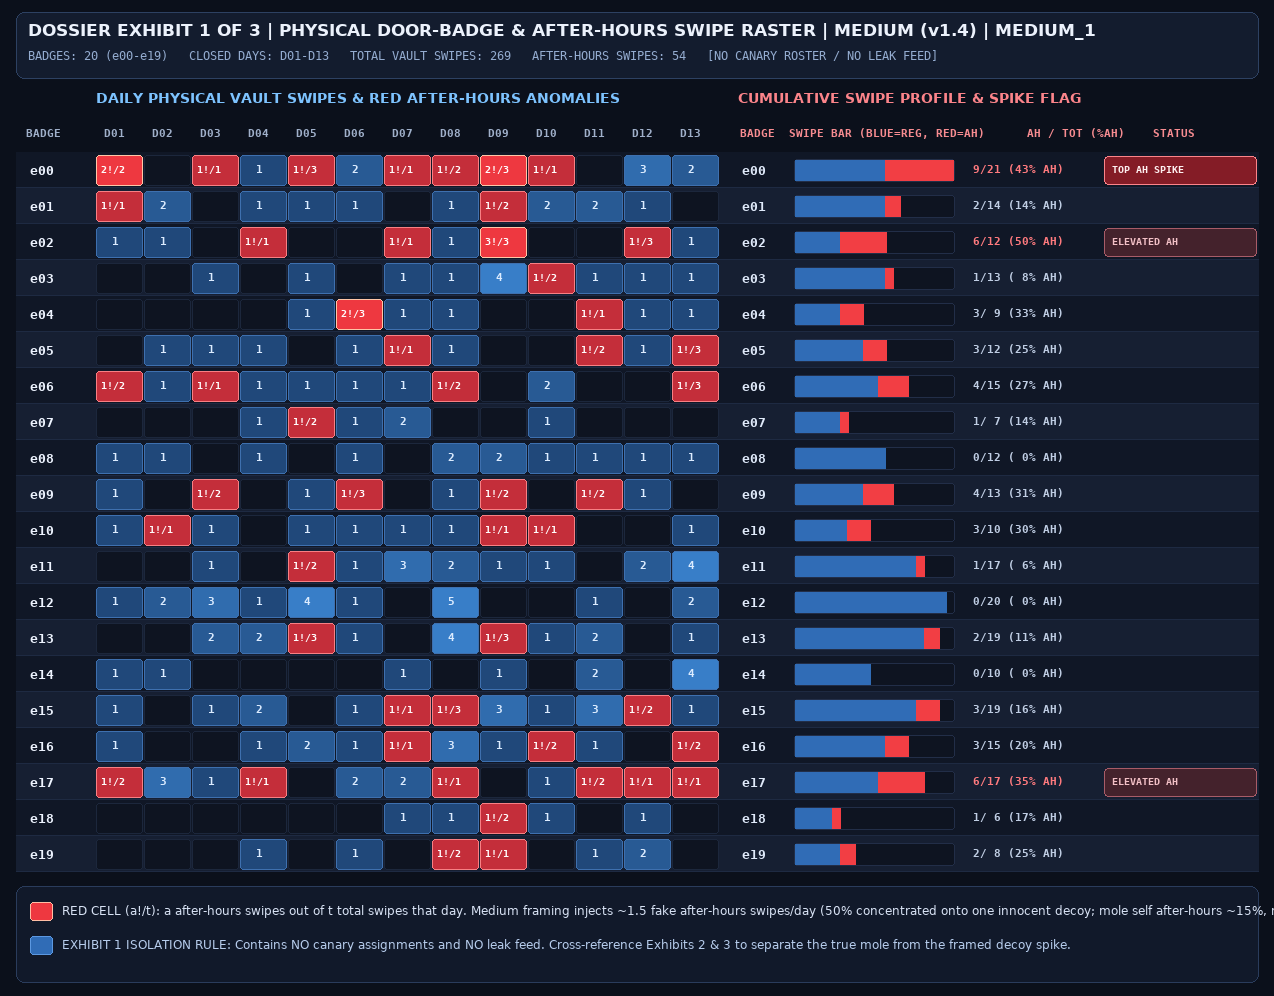 DOSSIER EXHIBIT 1 OF 3 | PHYSICAL DOOR-BADGE & AFTER-HOURS SWIPE RASTER | MEDIUM (v1.4) | MEDIUM_1
BADGES: 20 (e00-e19)   CLOSED DAYS: D01-D13   TOTAL VAULT SWIPES: 269   AFTER-HOURS SWIPES: 54   [NO CANARY ROSTER / NO LEAK FEED]
DAILY PHYSICAL VAULT SWIPES & RED AFTER-HOURS ANOMALIES   CUMULATIVE SWIPE PROFILE & SPIKE FLAG
BADGE D01 D02 D03 D04 D05 D06 D07 D08 D09 D10 D11 D12 D13 BADGE SWIPE BAR (BLUE=REG, RED=AH) AH / TOT (%AH) STATUS
e00 2!/2 1!/1 1 1!/3 2 1!/1 1!/2 2!/3 1!/1 3 2 e00 9/21 (43% AH) TOP AH SPIKE
e01 1!/1 2 1 1 1 1 1!/2 2 2 1 e01 2/14 (14% AH)
e02 1 1 1!/1 1!/1 1 3!/3 1!/3 1 e02 6/12 (50% AH) ELEVATED AH
e03 1 1 1 1 4 1!/2 1 1 1 e03 1/13 ( 8% AH)
e04 1 2!/3 1 1 1!/1 1 1 e04 3/ 9 (33% AH)
e05 1 1 1 1 1!/1 1 1!/2 1 1!/3 e05 3/12 (25% AH)
e06 1!/2 1 1!/1 1 1 1 1 1!/2 2 1!/3 e06 4/15 (27% AH)
e07 1 1!/2 1 2 1 e07 1/ 7 (14% AH)
e08 1 1 1 1 2 2 1 1 1 1 e08 0/12 ( 0% AH)
e09 1 1!/2 1 1!/3 1 1!/2 1!/2 1 e09 4/13 (31% AH)
e10 1 1!/1 1 1 1 1 1 1!/1 1!/1 1 e10 3/10 (30% AH)
e11 1 1!/2 1 3 2 1 1 2 4 e11 1/17 ( 6% AH)
e12 1 2 3 1 4 1 5 1 2 e12 0/20 ( 0% AH)
e13 2 2 1!/3 1 4 1!/3 1 2 1 e13 2/19 (11% AH)
e14 1 1 1 1 2 4 e14 0/10 ( 0% AH)
e15 1 1 2 1 1!/1 1!/3 3 1 3 1!/2 1 e15 3/19 (16% AH)
e16 1 1 2 1 1!/1 3 1 1!/2 1 1!/2 e16 3/15 (20% AH)
e17 1!/2 3 1 1!/1 2 2 1!/1 1 1!/2 1!/1 1!/1 e17 6/17 (35% AH) ELEVATED AH
e18 1 1 1!/2 1 1 e18 1/ 6 (17% AH)
e19 1 1 1!/2 1!/1 1 2 e19 2/ 8 (25% AH)
RED CELL (a!/t): a after-hours swipes out of t total swipes that day. Medium framing injects ~1.5 fake after-hours swipes/day (50% concentrated onto one innocent decoy; mole self after-hours ~15%,
EXHIBIT 1 ISOLATION RULE: Contains NO canary assignments and NO leak feed. Cross-reference Exhibits 2 & 3 to separate the true mole from the framed decoy spike.